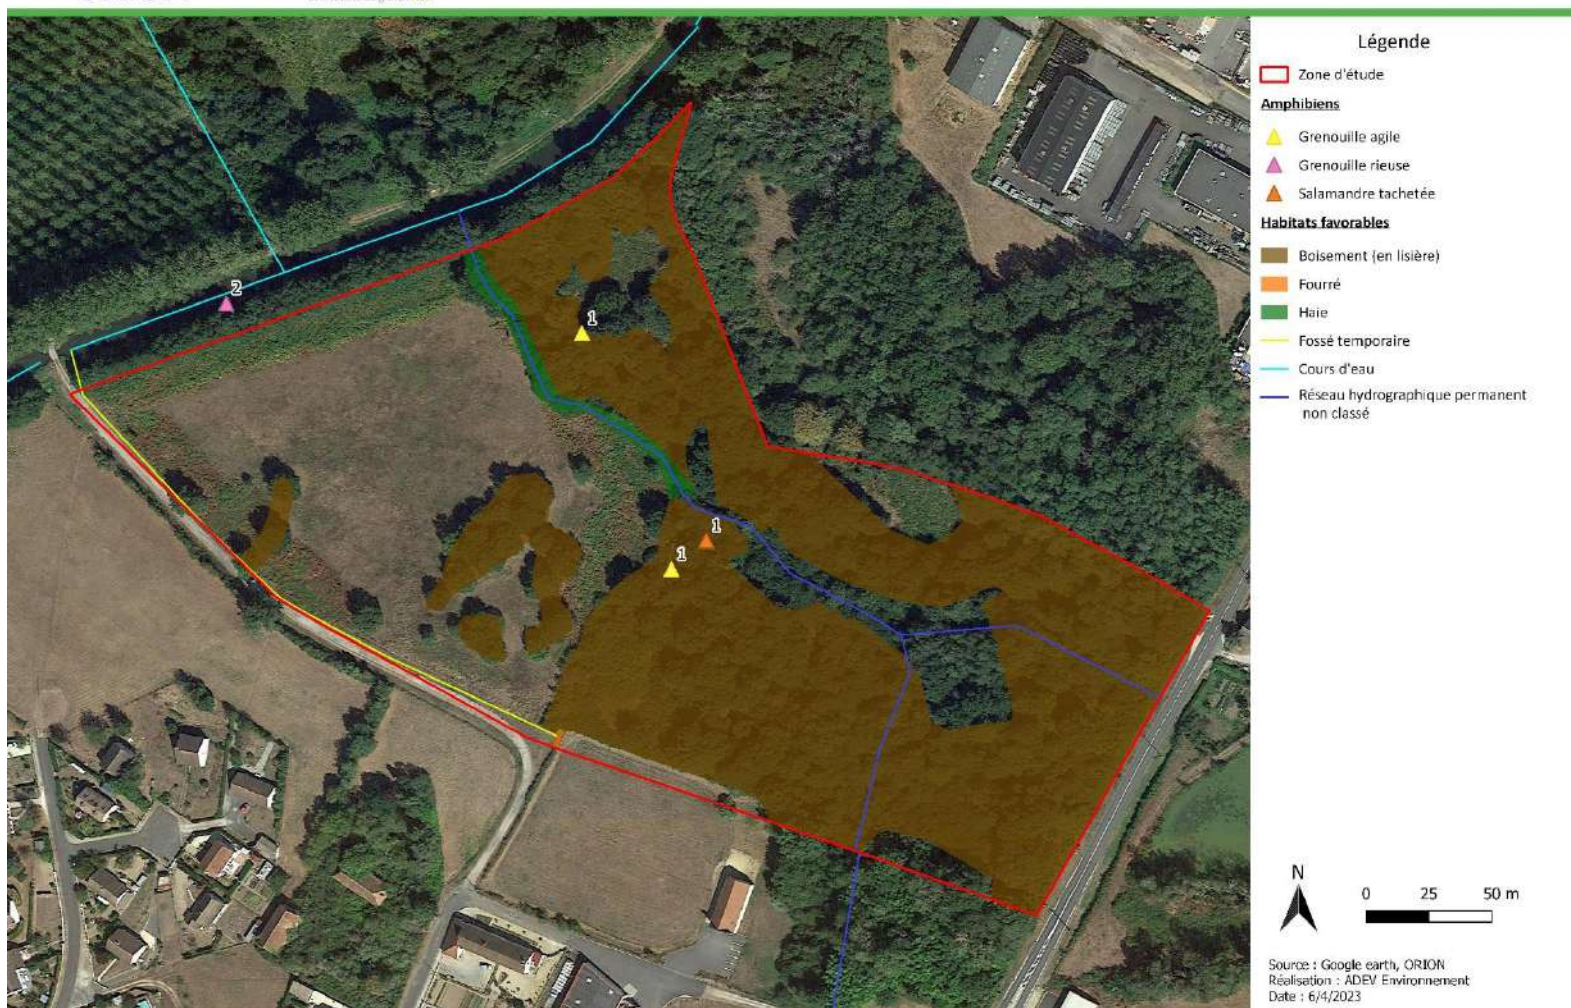 Légende
Zone d'étude
Amphibiens
Grenouille agile
Grenouille rieuse
Salamandre tachetée
Habitats favorables
Boisement (en lisière)
Fourré
Haie
Fossé temporaire
Cours d'eau
Réseau hydrographique permanent
non classé
2
1
1
1
N
0 25 50 m
Source : Google earth, ORION
Réalisation : ADEV Environnement
Date : 6/4/2023